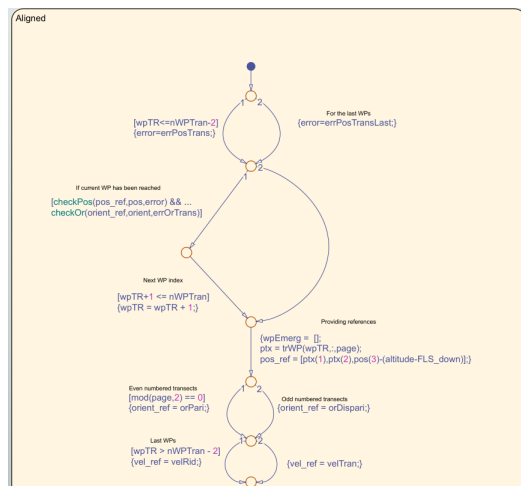 Aligned
1
2
[wpTR<=nWPTran-2]
{error=errPosTrans;}
For the last WPs
{error=errPosTransLast;}
1
2
If current WP has been reached
[checkPos(pos_ref,pos,error) && ...
checkOr(orient_ref,orient,errOrTrans)]
Next WP index
[wpTR+1 <= nWPTran]
{wpTR = wpTR + 1;}
Providing references
{wpEmerg = [];
ptx = trWP(wpTR,:,page);
pos_ref = [ptx(1),ptx(2),pos(3)-(altitude-FLS_down)];}
1
2
Even numbered transects
[mod(page,2) == 0]
{orient_ref = orPari;}
Odd numbered transects
{orient_ref = orDispari;}
1
2
Last WPs
[wpTR > nWPTran - 2]
{vel_ref = velRid;}
{vel_ref = velTran;}